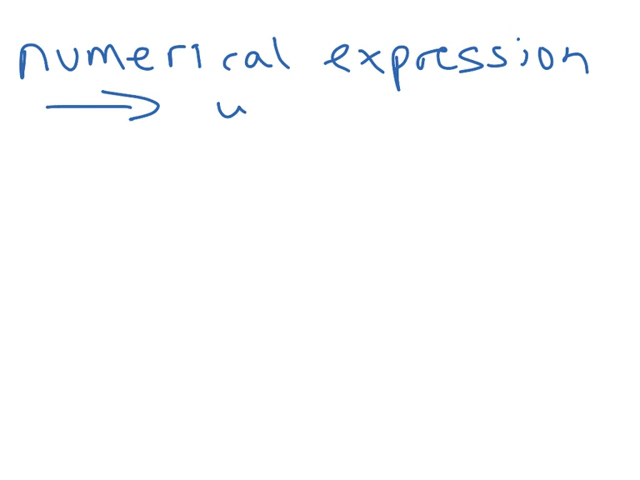 numerical expression
→ u